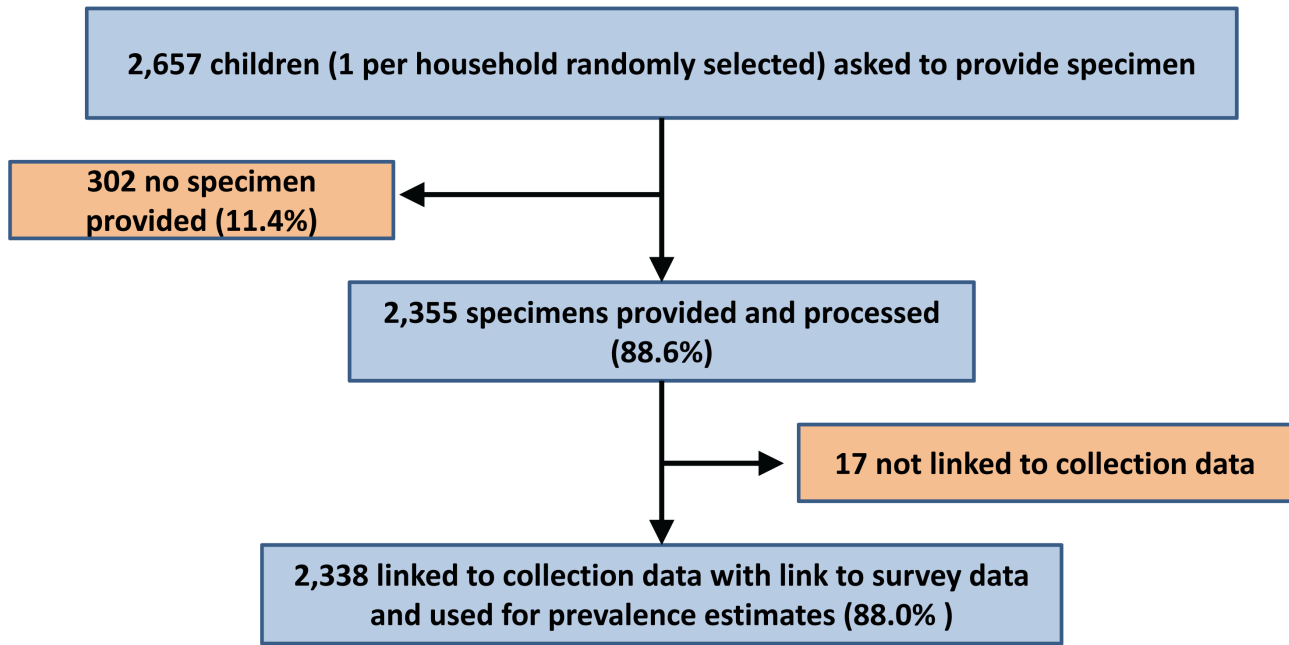 2,657 children (1 per household randomly selected) asked to provide specimen
302 no specimen
provided (11.4%)
2,355 specimens provided and processed
(88.6%)
17 not linked to collection data
2,338 linked to collection data with link to survey data
and used for prevalence estimates (88.0% )